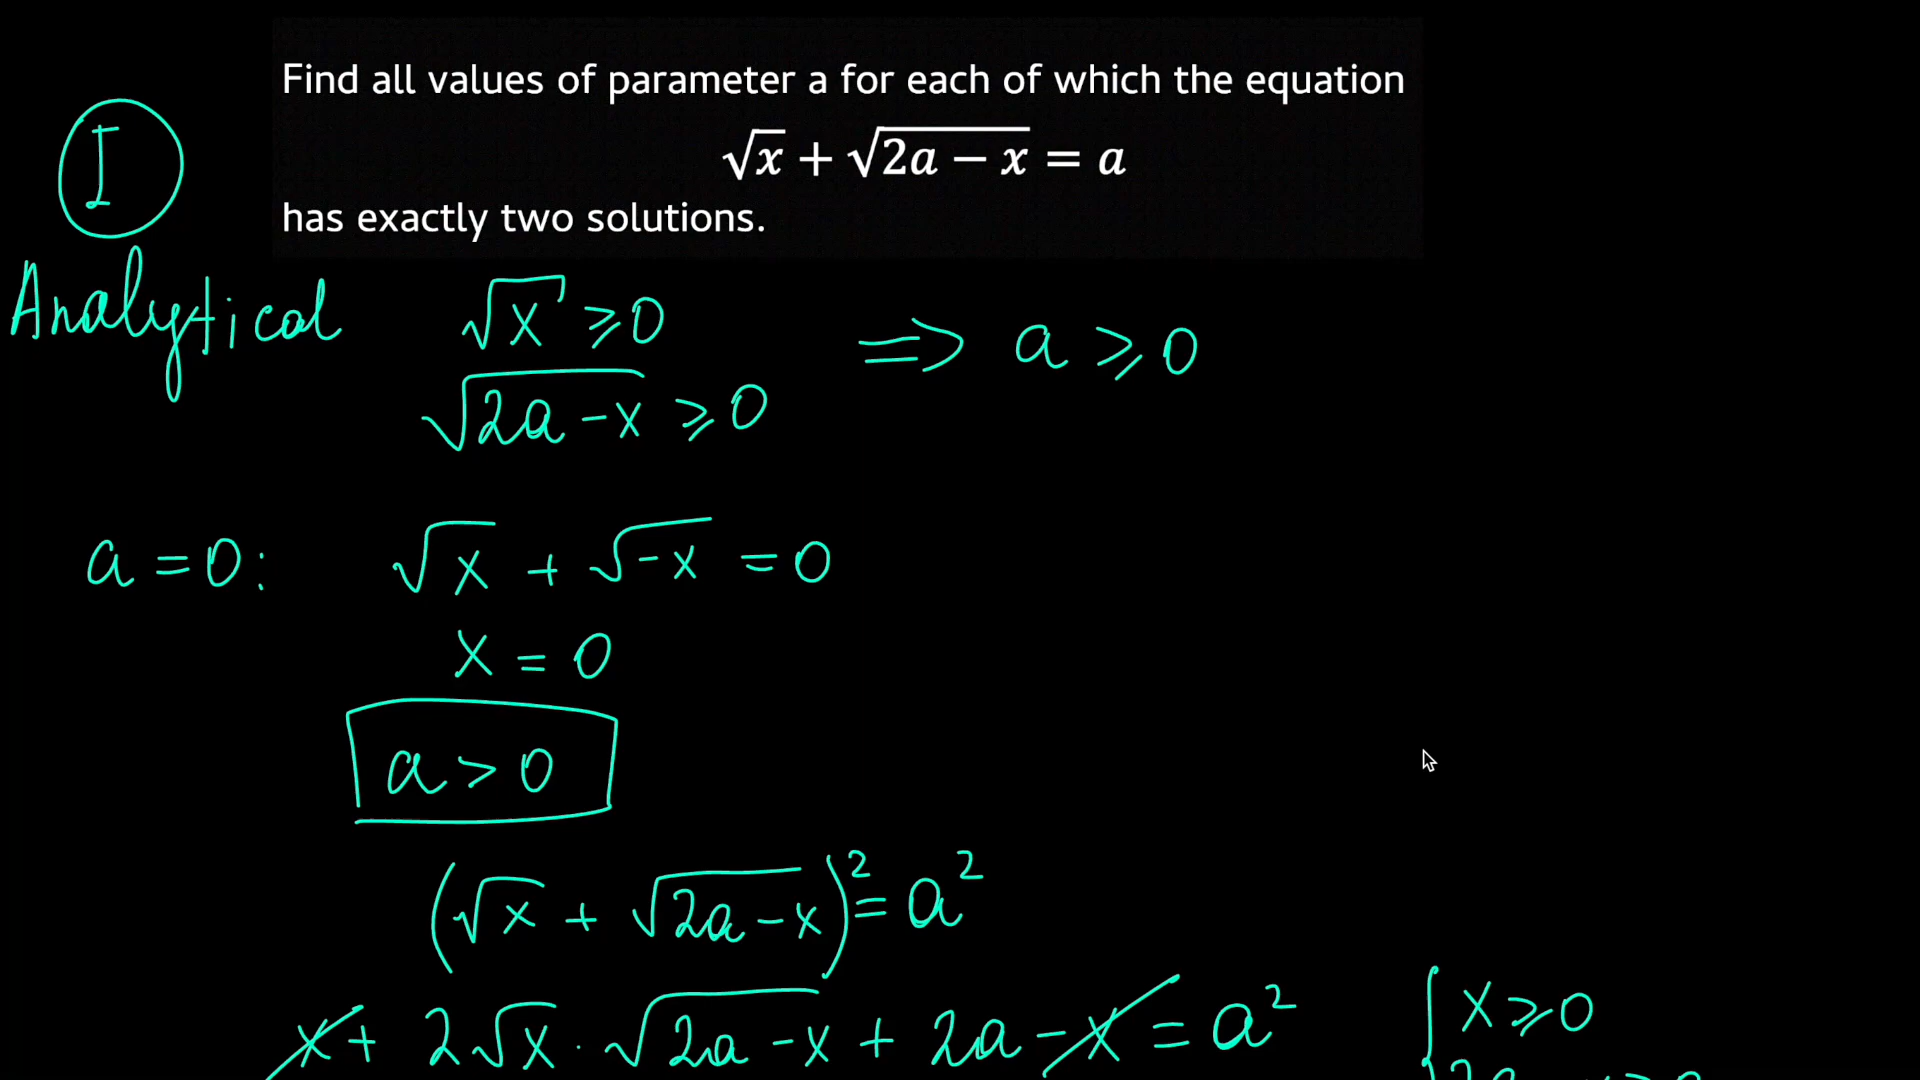 Find all values of parameter a for each of which the equation
√x + √2a − x = a
has exactly two solutions.
I
Analytical
√x ⩾ 0 ⇒ a ⩾ 0
√2a − x ⩾ 0
a = 0: √x + √−x = 0
x = 0
a > 0
(√x + √2a − x)² = a²
x + 2√x · √2a − x + 2a − x = a² { x ⩾ 0